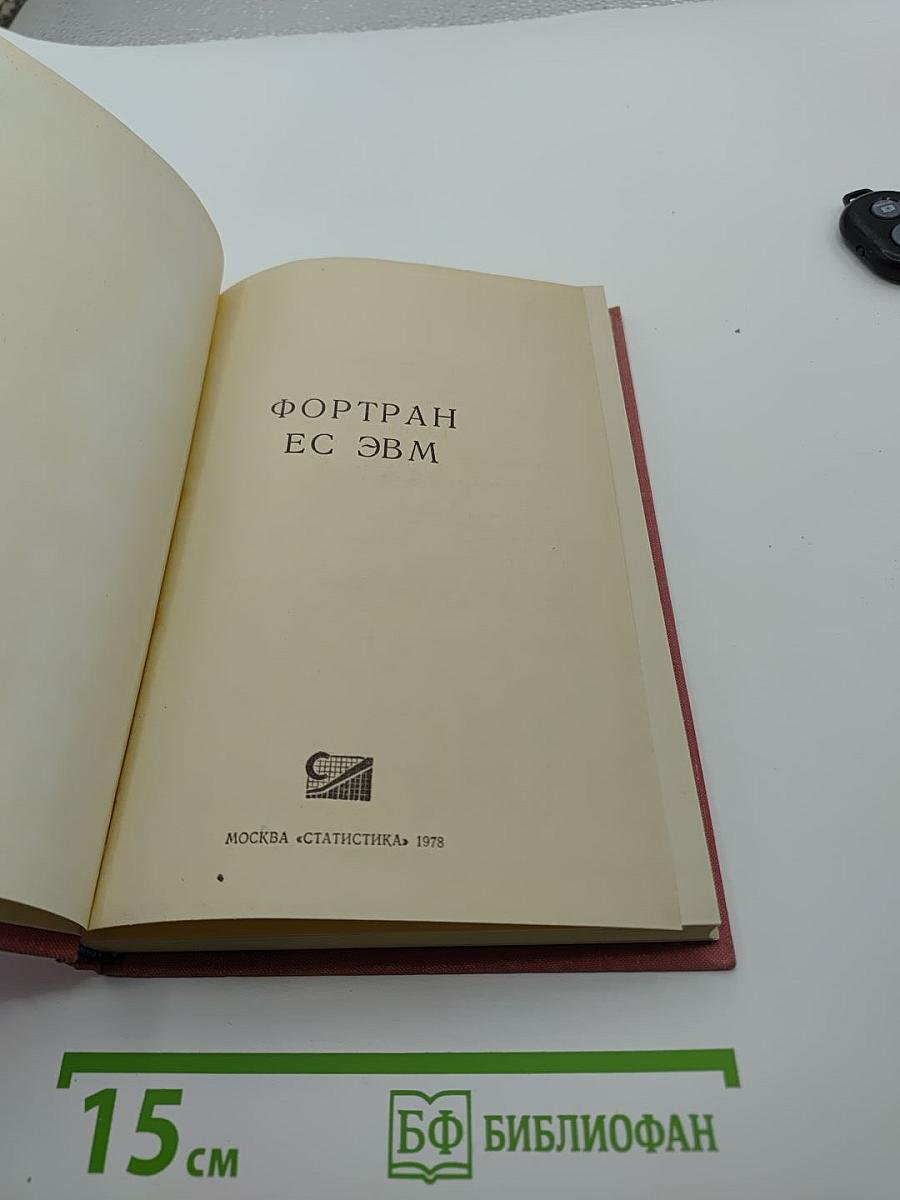 ФОРТРАН
ЕС ЭВМ
С
МОСКВА «СТАТИСТИКА» 1978
15 см
БФ БИБЛИОФАН